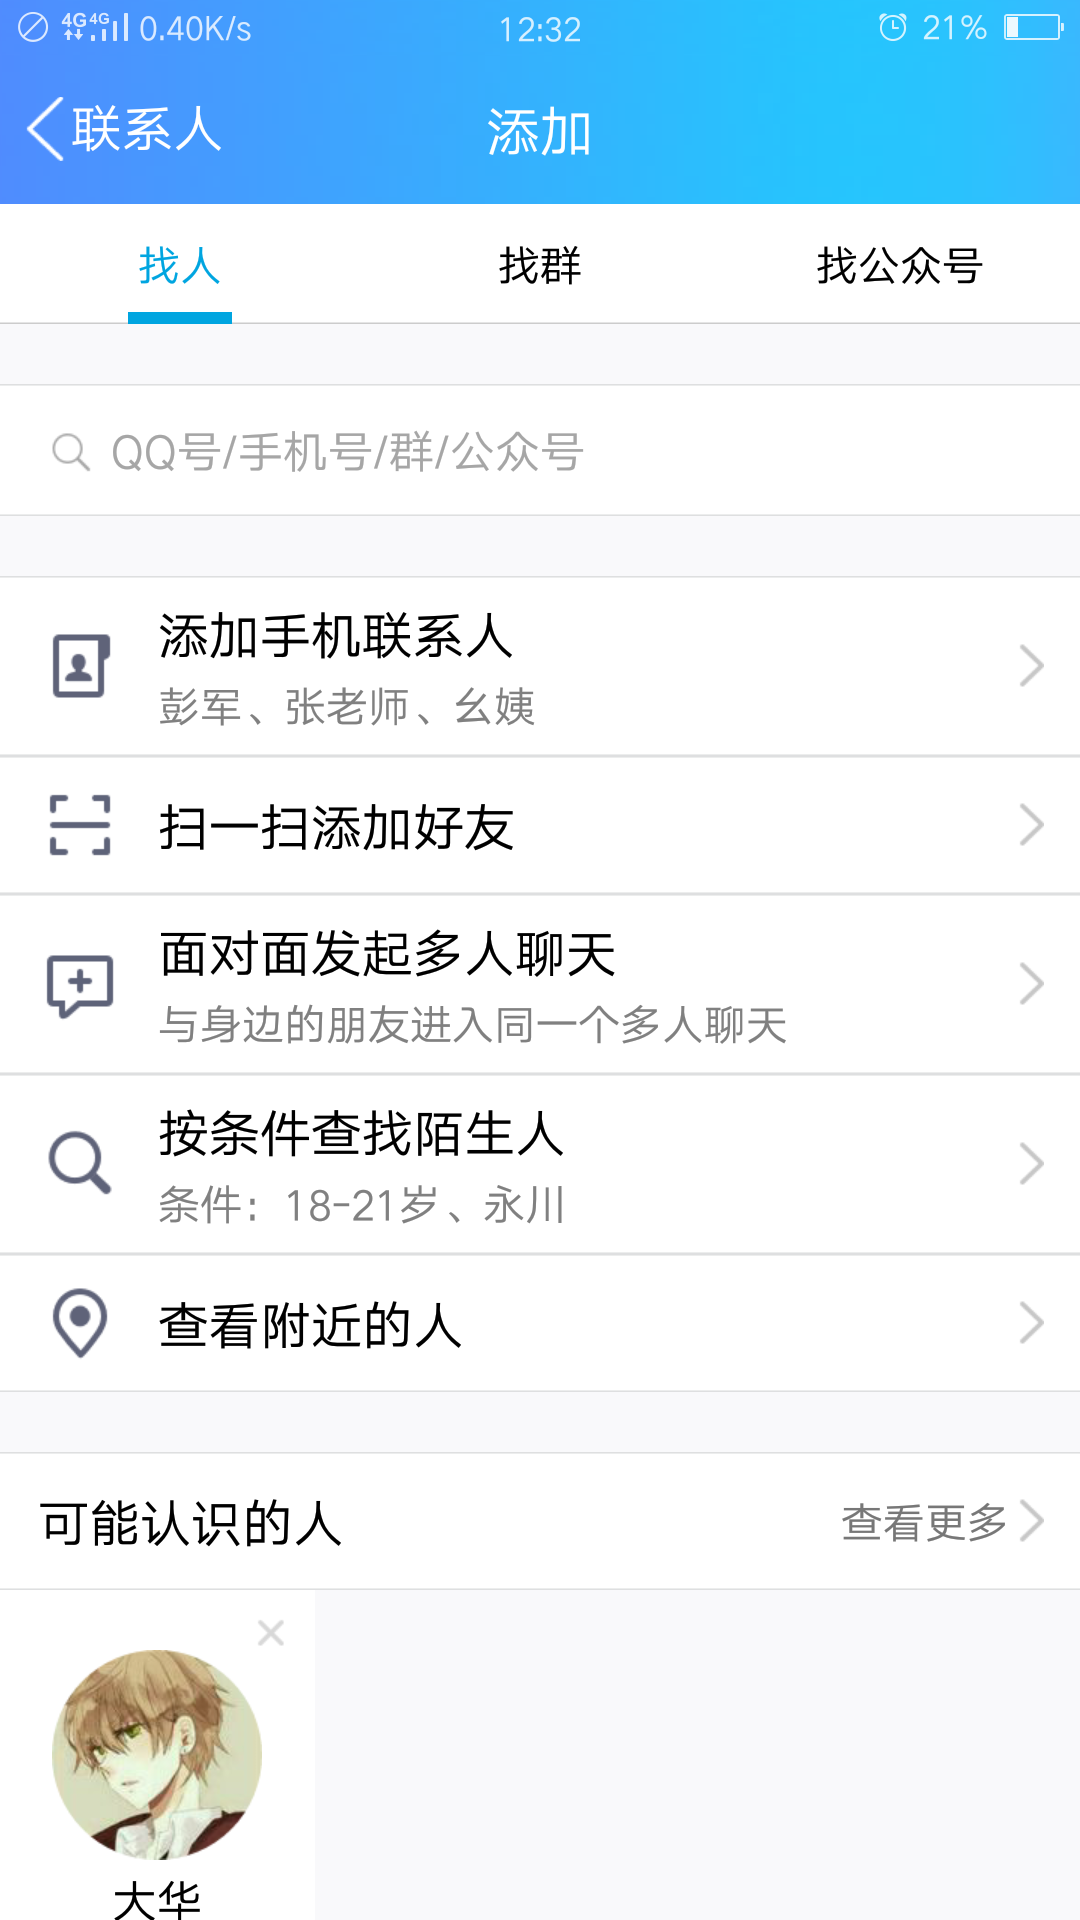 4G 4G 0.40K/s 12:32 21%
联系人 添加
找人 找群 找公众号
QQ号/手机号/群/公众号
添加手机联系人
彭军、张老师、幺姨
扫一扫添加好友
面对面发起多人聊天
与身边的朋友进入同一个多人聊天
按条件查找陌生人
条件：18-21岁、永川
查看附近的人
可能认识的人 查看更多
大华